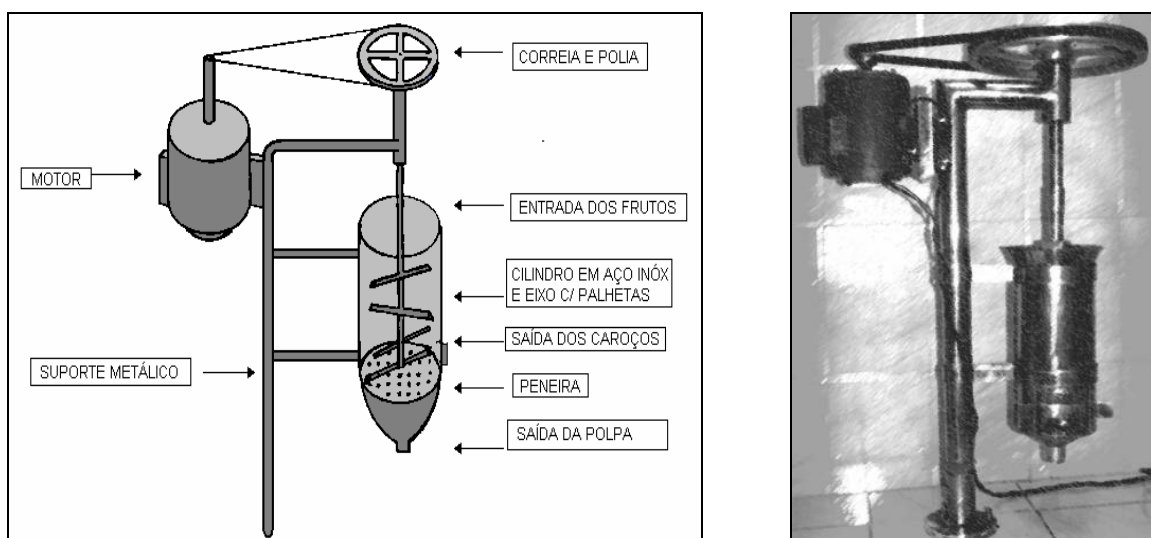 CORREIA E POLIA
MOTOR
ENTRADA DOS FRUTOS
CILINDRO EM AÇO INÓX
E EIXO C/ PALHETAS
SAÍDA DOS CAROÇOS
SUPORTE METÁLICO
PENEIRA
SAÍDA DA POLPA